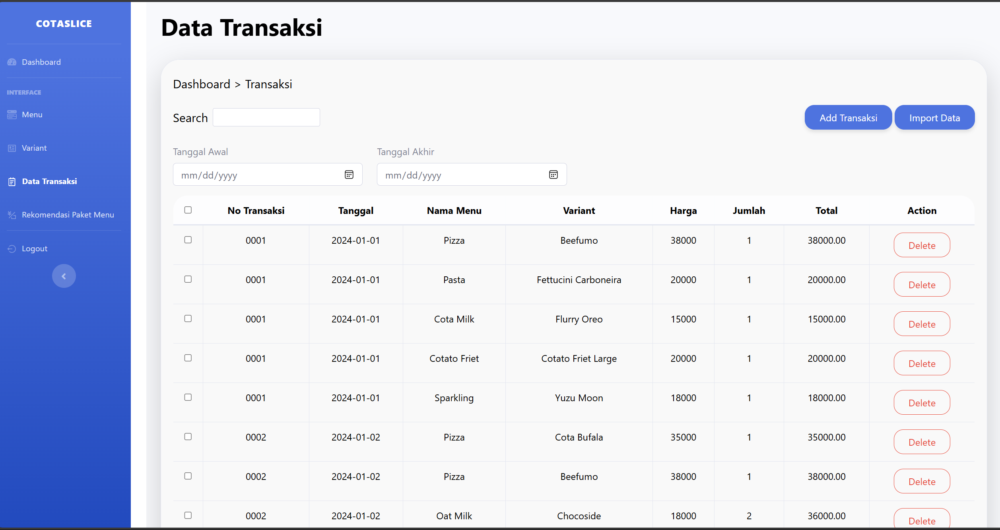 COTASLICE
Dashboard
INTERFACE
Menu
Variant
Data Transaksi
Rekomendasi Paket Menu
Logout
Data Transaksi
Dashboard > Transaksi
Search
Add Transaksi
Import Data
Tanggal Awal
Tanggal Akhir
mm/dd/yyyy
mm/dd/yyyy
No Transaksi Tanggal Nama Menu Variant Harga Jumlah Total Action
0001 2024-01-01 Pizza Beefumo 38000 1 38000.00 Delete
0001 2024-01-01 Pasta Fettucini Carboneira 20000 1 20000.00 Delete
0001 2024-01-01 Cota Milk Flurry Oreo 15000 1 15000.00 Delete
0001 2024-01-01 Cotato Friet Cotato Friet Large 20000 1 20000.00 Delete
0001 2024-01-01 Sparkling Yuzu Moon 18000 1 18000.00 Delete
0002 2024-01-02 Pizza Cota Bufala 35000 1 35000.00 Delete
0002 2024-01-02 Pizza Beefumo 38000 1 38000.00 Delete
0002 2024-01-02 Oat Milk Chocoside 18000 2 36000.00 Delete